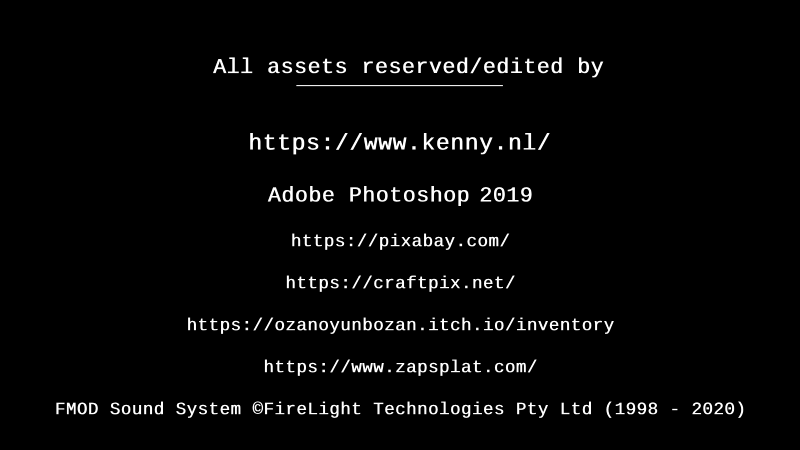 All assets reserved/edited by
https://www.kenny.nl/
Adobe Photoshop 2019
https://pixabay.com/
https://craftpix.net/
https://ozanoyunbozan.itch.io/inventory
https://www.zapsplat.com/
FMOD Sound System ©FireLight Technologies Pty Ltd (1998 - 2020)